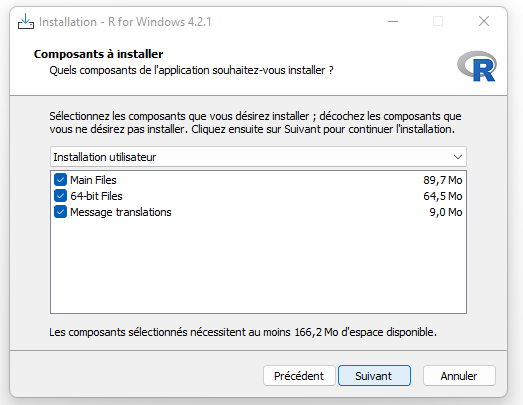 Installation - R for Windows 4.2.1
Composants à installer
Quels composants de l'application souhaitez-vous installer ?
R
Sélectionnez les composants que vous désirez installer ; décochez les composants que
vous ne désirez pas installer. Cliquez ensuite sur Suivant pour continuer l'installation.
Installation utilisateur
Main Files 89,7 Mo
64-bit Files 64,5 Mo
Message translations 9,0 Mo
Les composants sélectionnés nécessitent au moins 166,2 Mo d'espace disponible.
Précédent Suivant Annuler